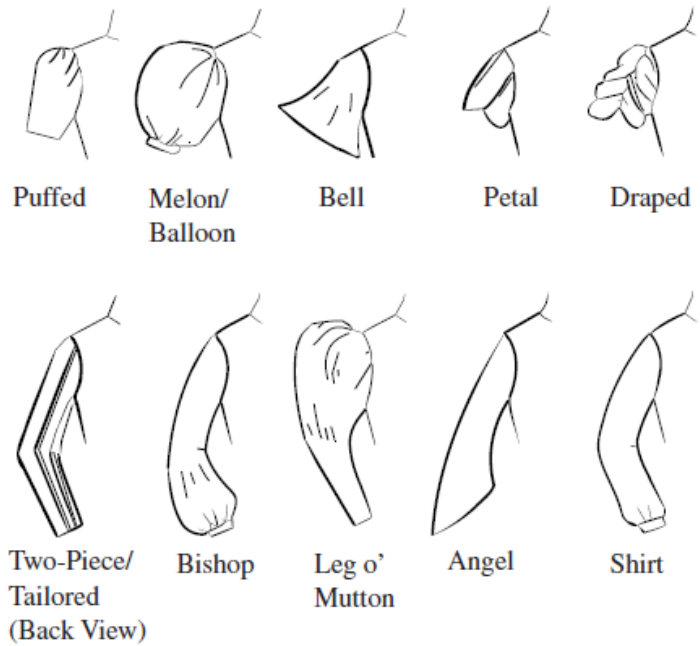 Puffed
Melon/
Balloon
Bell
Petal
Draped
Two-Piece/
Tailored
(Back View)
Bishop
Leg o’
Mutton
Angel
Shirt